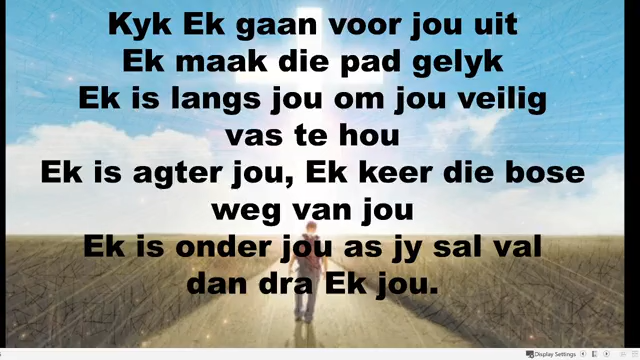 Kyk Ek gaan voor jou uit
Ek maak die pad gelyk
Ek is langs jou om jou veilig
vas te hou
Ek is agter jou, Ek keer die bose
weg van jou
Ek is onder jou as jy sal val
dan dra Ek jou.
Display Settings